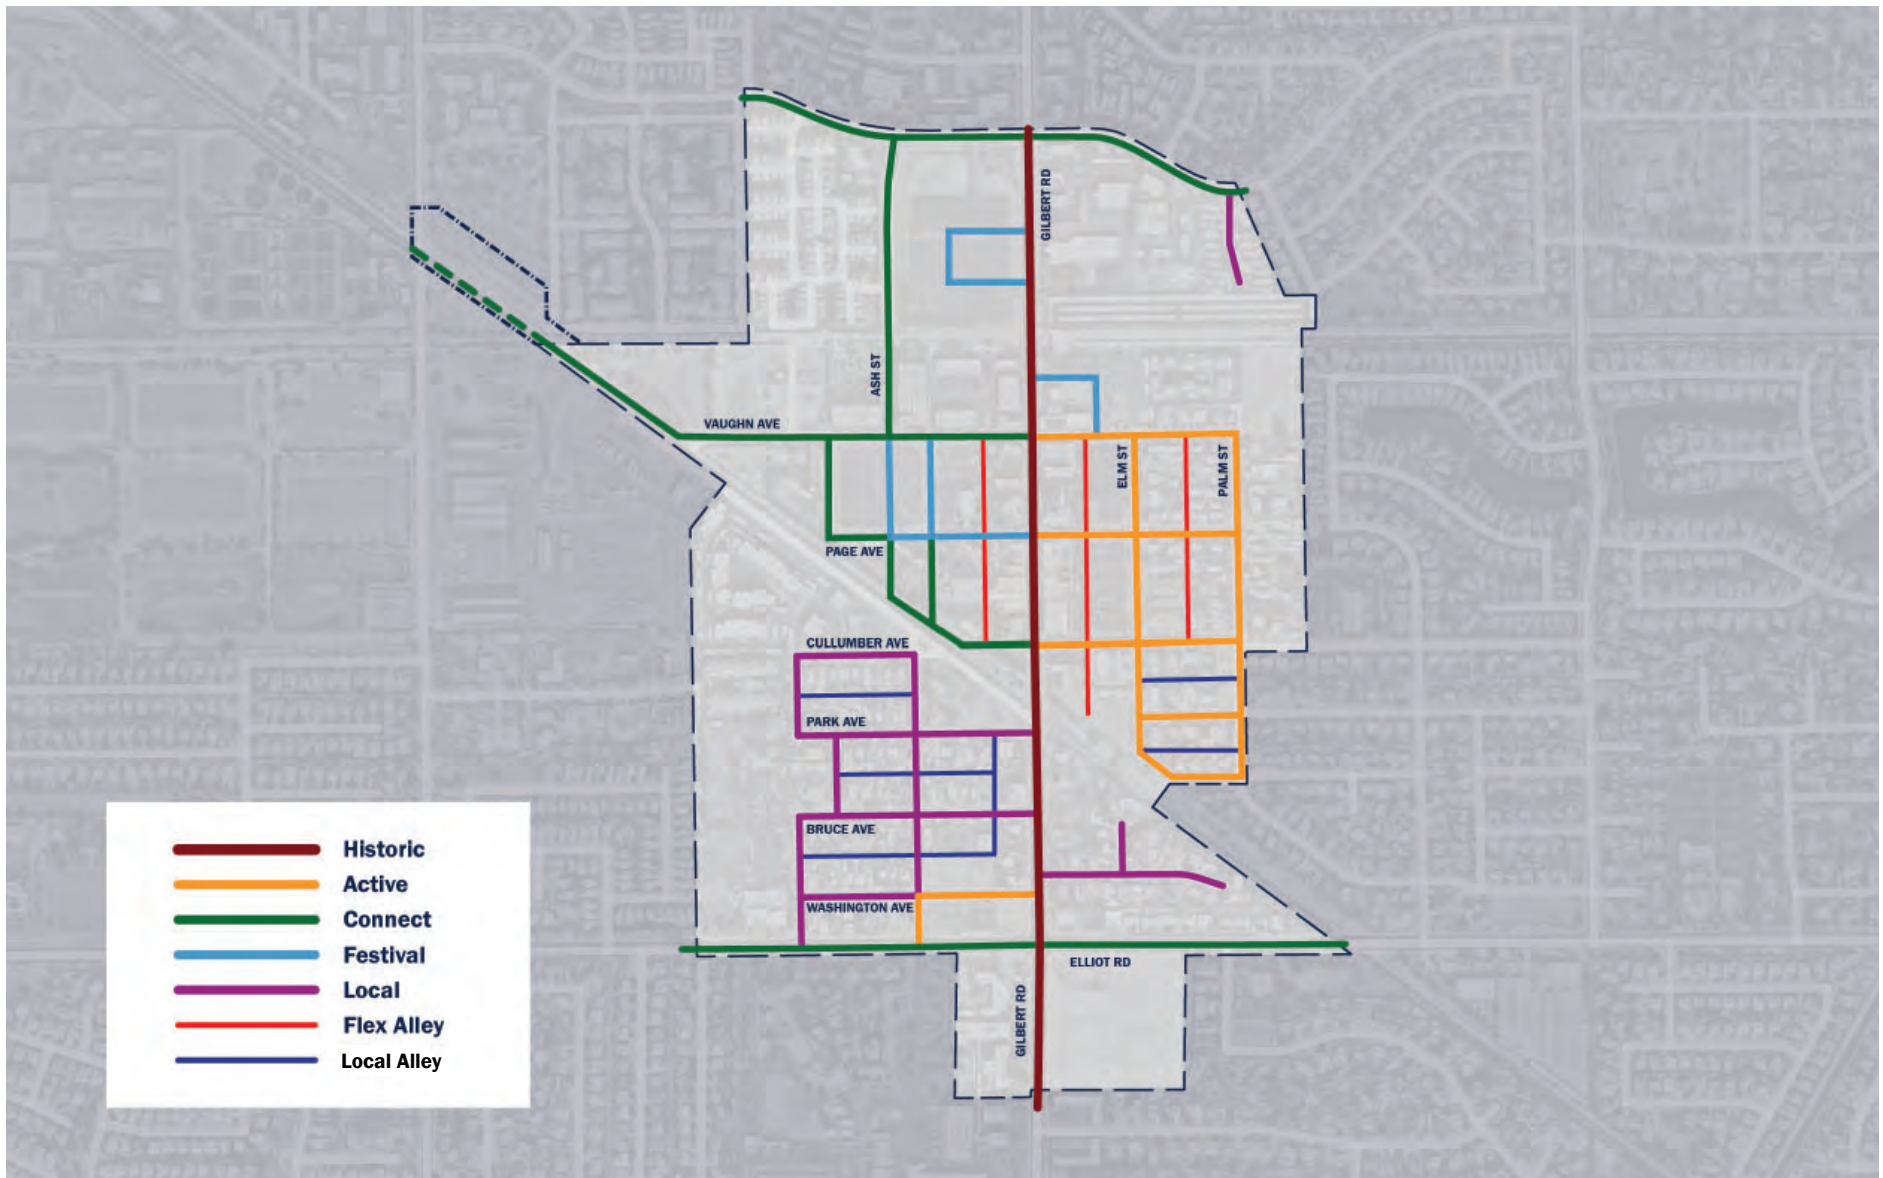 GILBERT RD
ASH ST
VAUGHN AVE
ELM ST
PALM ST
PAGE AVE
CULLUMBER AVE
PARK AVE
BRUCE AVE
WASHINGTON AVE
ELLIOT RD
GILBERT RD
Historic
Active
Connect
Festival
Local
Flex Alley
Local Alley